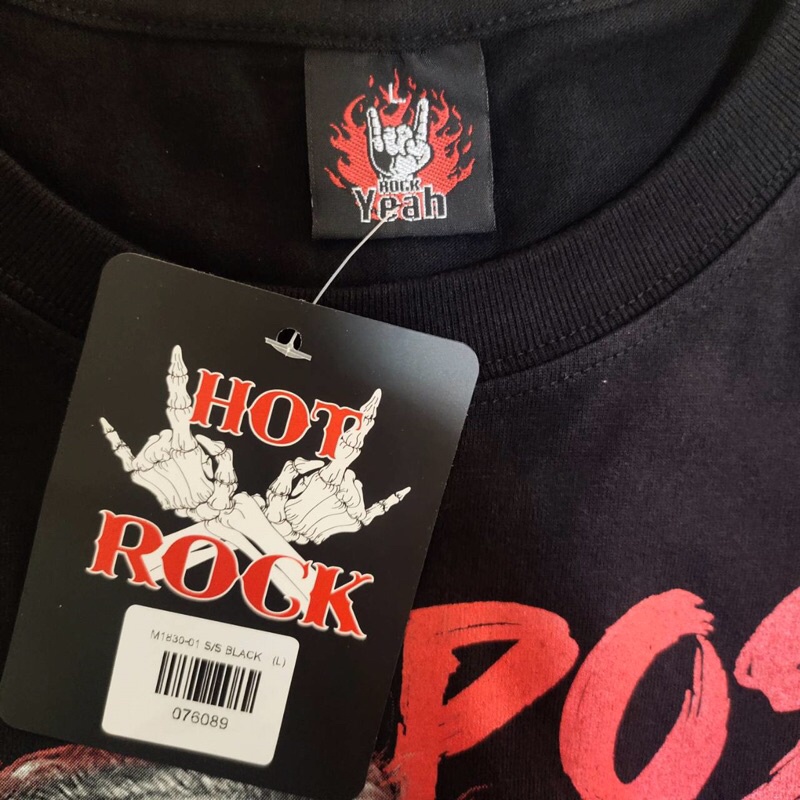 L
ROCK
Yeah
HOT
ROCK
M1830-01 S/S BLACK (L)
076089